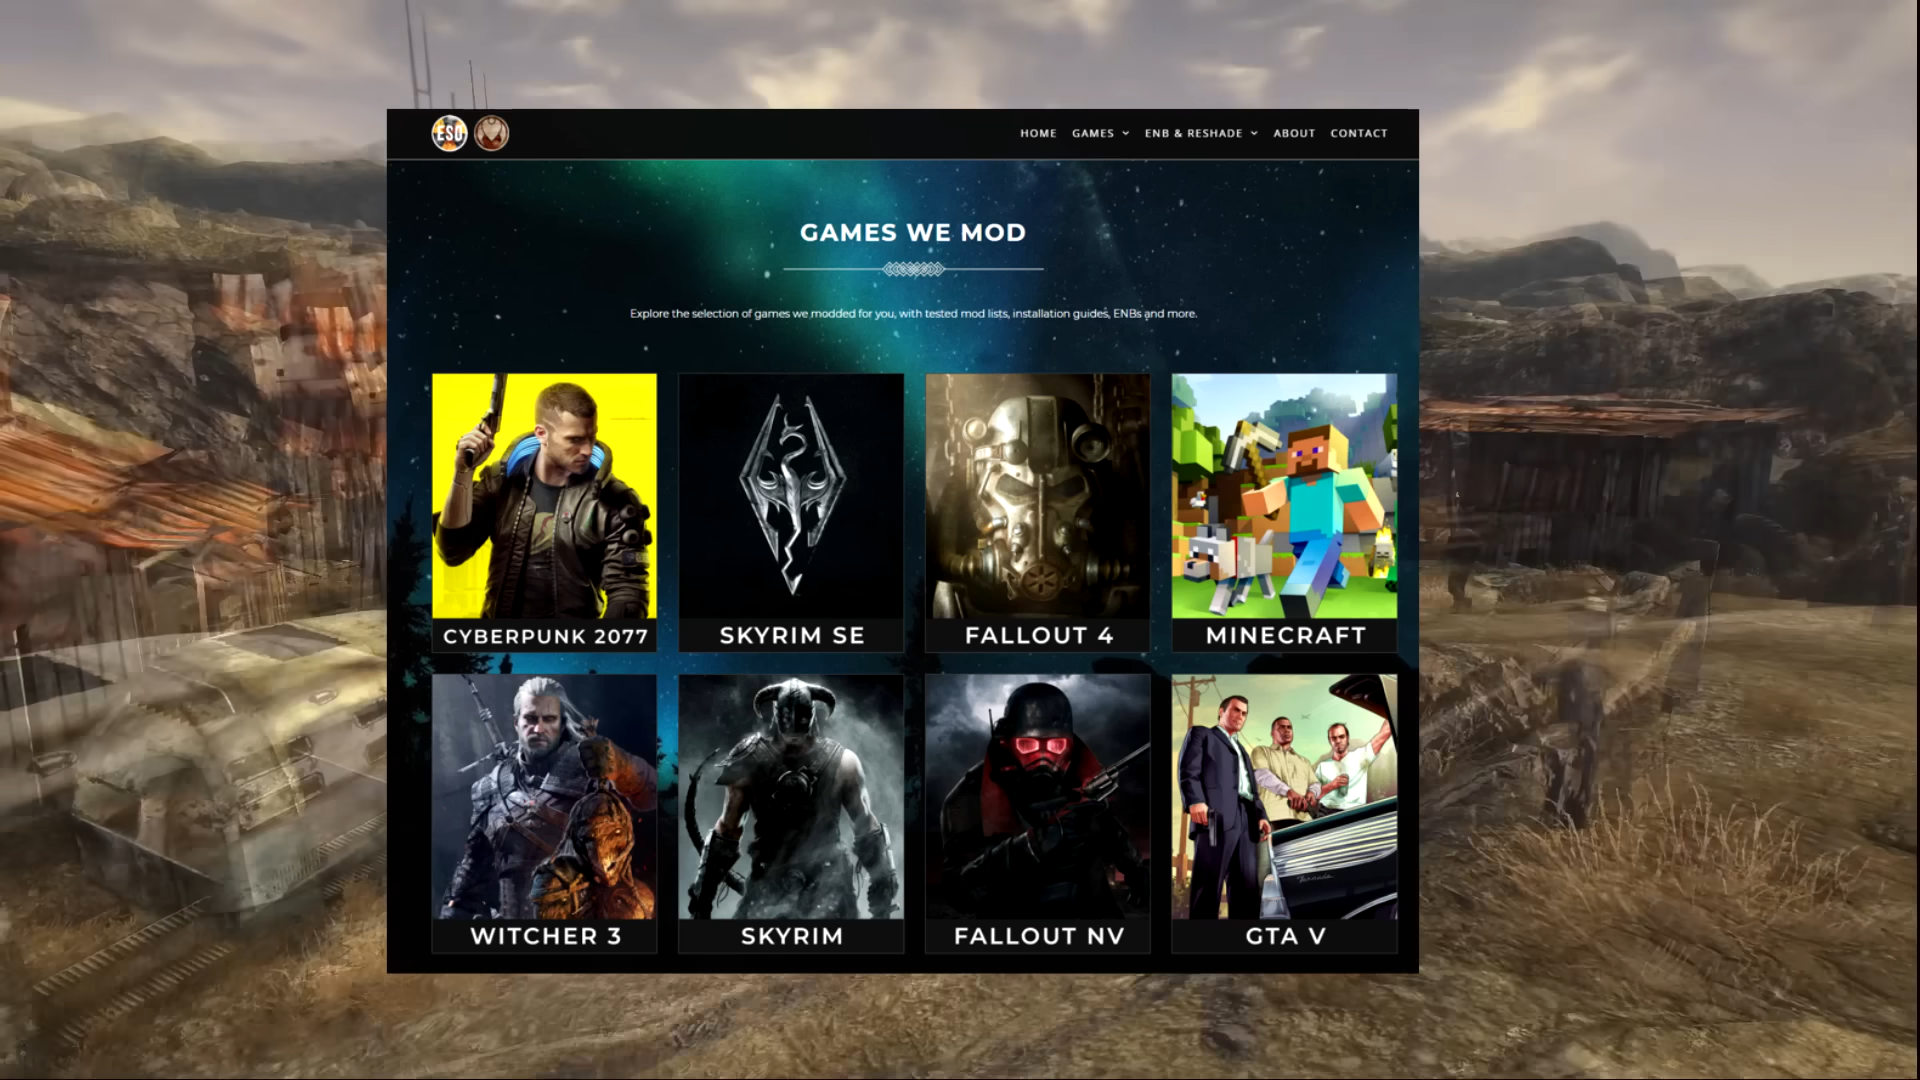 ESO
HOME GAMES ENB & RESHADE ABOUT CONTACT
GAMES WE MOD
Explore the selection of games we modded for you, with tested mod lists, installation guides, ENBs and more.
CYBERPUNK 2077
SKYRIM SE
FALLOUT 4
MINECRAFT
WITCHER 3
SKYRIM
FALLOUT NV
GTA V